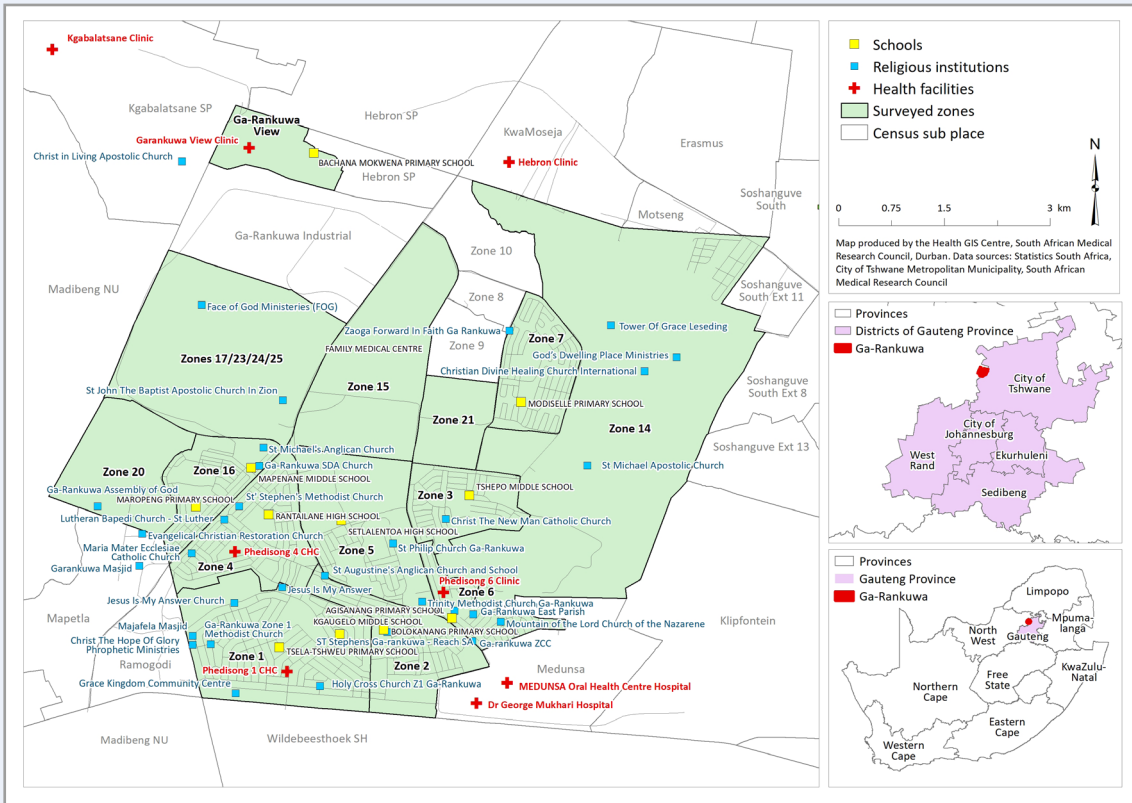 Kgabalatsane Clinic
Kgabalatsane SP
Hebron SP
Ga-Rankuwa
View
Garankuwa View Clinic
Christ in Living Apostolic Church
BACHANA MOKWENA PRIMARY SCHOOL
Hebron SP
KwaMoseja
Hebron Clinic
Erasmus
Soshanguve
South
Motseng
Ga-Rankuwa Industrial
Zone 10
Madibeng NU
Zone 8
Soshanguve
South Ext 11
Face of God Ministeries (FOG)
Zaoga Forward In Faith Ga Rankuwa
Tower Of Grace Leseding
Zone 7
Zone 9
FAMILY MEDICAL CENTRE
God's Dwelling Place Ministries
Zones 17/23/24/25
Christian Divine Healing Church International
Zone 15
Soshanguve
South Ext 8
St John The Baptist Apostolic Church In Zion
MODISELLE PRIMARY SCHOOL
Zone 21
Zone 14
Soshanguve Ext 13
St Michael's Anglican Church
Ga-Rankuwa SDA Church
St Michael Apostolic Church
Zone 20
Zone 16
MAPENANE MIDDLE SCHOOL
TSHEPO MIDDLE SCHOOL
Ga-Rankuwa Assembly of God
MAROPENG PRIMARY SCHOOL
St' Stephen's Methodist Church
Zone 3
Lutheran Bapedi Church - St Luther
RANTAILANE HIGH SCHOOL
Christ The New Man Catholic Church
SETLALENTOA HIGH SCHOOL
Evangelical Christian Restoration Church
Maria Mater Ecclesiae
Catholic Church
Phedisong 4 CHC
Zone 5
St Philip Church Ga-Rankuwa
Garankuwa Masjid
Zone 4
St Augustine's Anglican Church and School
Phedisong 6 Clinic
Jesus Is My Answer
Zone 6
Jesus Is My Answer Church
Trinity Methodist Church Ga-Rankuwa
AGISANANG PRIMARY SCHOOL
Ga-Rankuwa East Parish
Mapetla
Majafela Masjid
Ga-Rankuwa Zone 1
Methodist Church
KGAUGELO MIDDLE SCHOOL
Mountain of the Lord Church of the Nazarene
Klipfontein
BOLOKANANG PRIMARY SCHOOL
Christ The Hope Of Glory
Phrophetic Ministries
ST Stephens Ga-rankuwa - Reach SA
Ga-rankuwa ZCC
TSELA-TSHWEU PRIMARY SCHOOL
Ramogodi
Zone 1
Zone 2
Phedisong 1 CHC
Medunsa
Grace Kingdom Community Centre
Holy Cross Church Z1 Ga-Rankuwa
MEDUNSA Oral Health Centre Hospital
Dr George Mukhari Hospital
Madibeng NU
Wildebeesthoek SH
Schools
Religious institutions
Health facilities
Surveyed zones
Census sub place
N
0 0.75 1.5 3 km
Map produced by the Health GIS Centre, South African Medical
Research Council, Durban. Data sources: Statistics South Africa,
City of Tshwane Metropolitan Municipality, South African
Medical Research Council
Provinces
Districts of Gauteng Province
Ga-Rankuwa
City of
Tshwane
City of
Johannesburg
West
Rand
Ekurhuleni
Sedibeng
Provinces
Gauteng Province
Ga-Rankuwa
Limpopo
North
West
Gauteng
Mpuma-
langa
Free
State
KwaZulu-
Natal
Northern
Cape
Eastern
Cape
Western
Cape